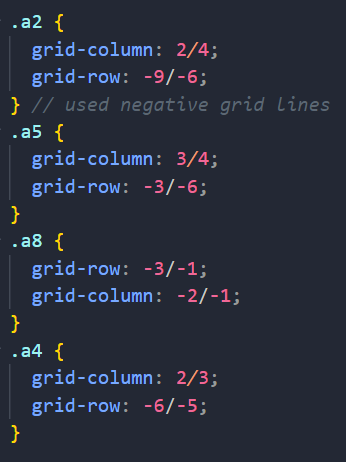 .a2 {
grid-column: 2/4;
grid-row: -9/-6;
} // used negative grid lines
.a5 {
grid-column: 3/4;
grid-row: -3/-6;
}
.a8 {
grid-row: -3/-1;
grid-column: -2/-1;
}
.a4 {
grid-column: 2/3;
grid-row: -6/-5;
}